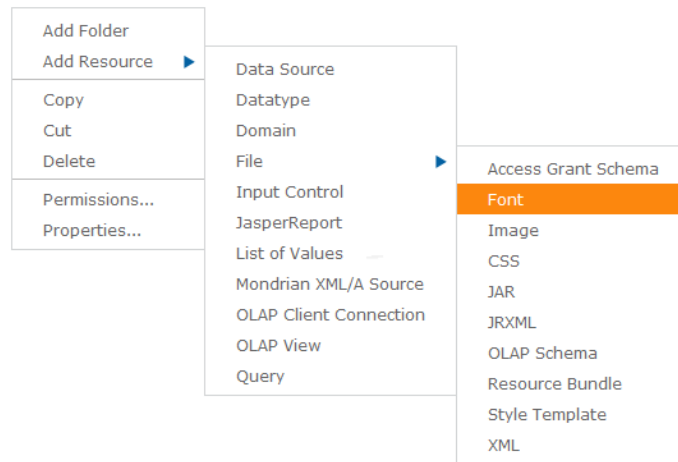 Add Folder
Add Resource
Copy
Cut
Delete
Permissions...
Properties...
Data Source
Datatype
Domain
File
Input Control
JasperReport
List of Values
Mondrian XML/A Source
OLAP Client Connection
OLAP View
Query
Access Grant Schema
Font
Image
CSS
JAR
JRXML
OLAP Schema
Resource Bundle
Style Template
XML